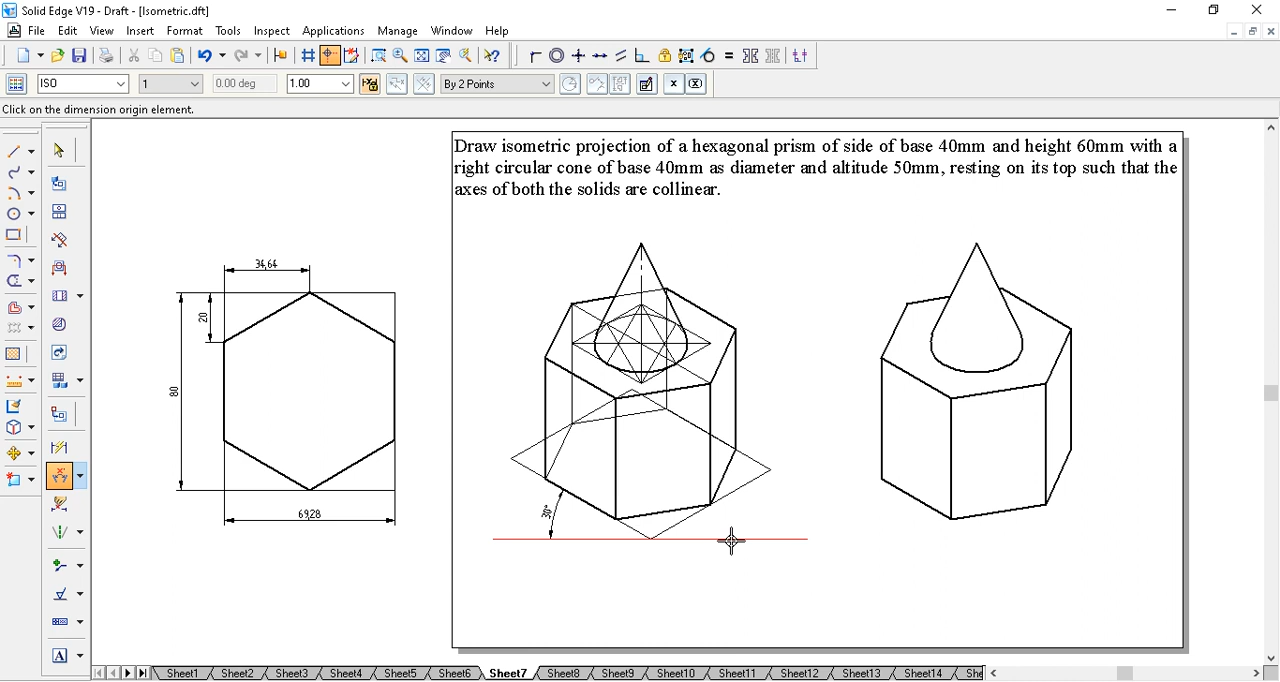 Solid Edge V19 - Draft - [Isometric.dft]
File Edit View Insert Format Tools Inspect Applications Manage Window Help
ISO 1 0.00 deg 1.00 By 2 Points
Click on the dimension origin element.
Draw isometric projection of a hexagonal prism of side of base 40mm and height 60mm with a
right circular cone of base 40mm as diameter and altitude 50mm, resting on its top such that the
axes of both the solids are collinear.
34,64
20
80
69,28
30°
Sheet1 Sheet2 Sheet3 Sheet4 Sheet5 Sheet6 Sheet7 Sheet8 Sheet9 Sheet10 Sheet11 Sheet12 Sheet13 Sheet14 She